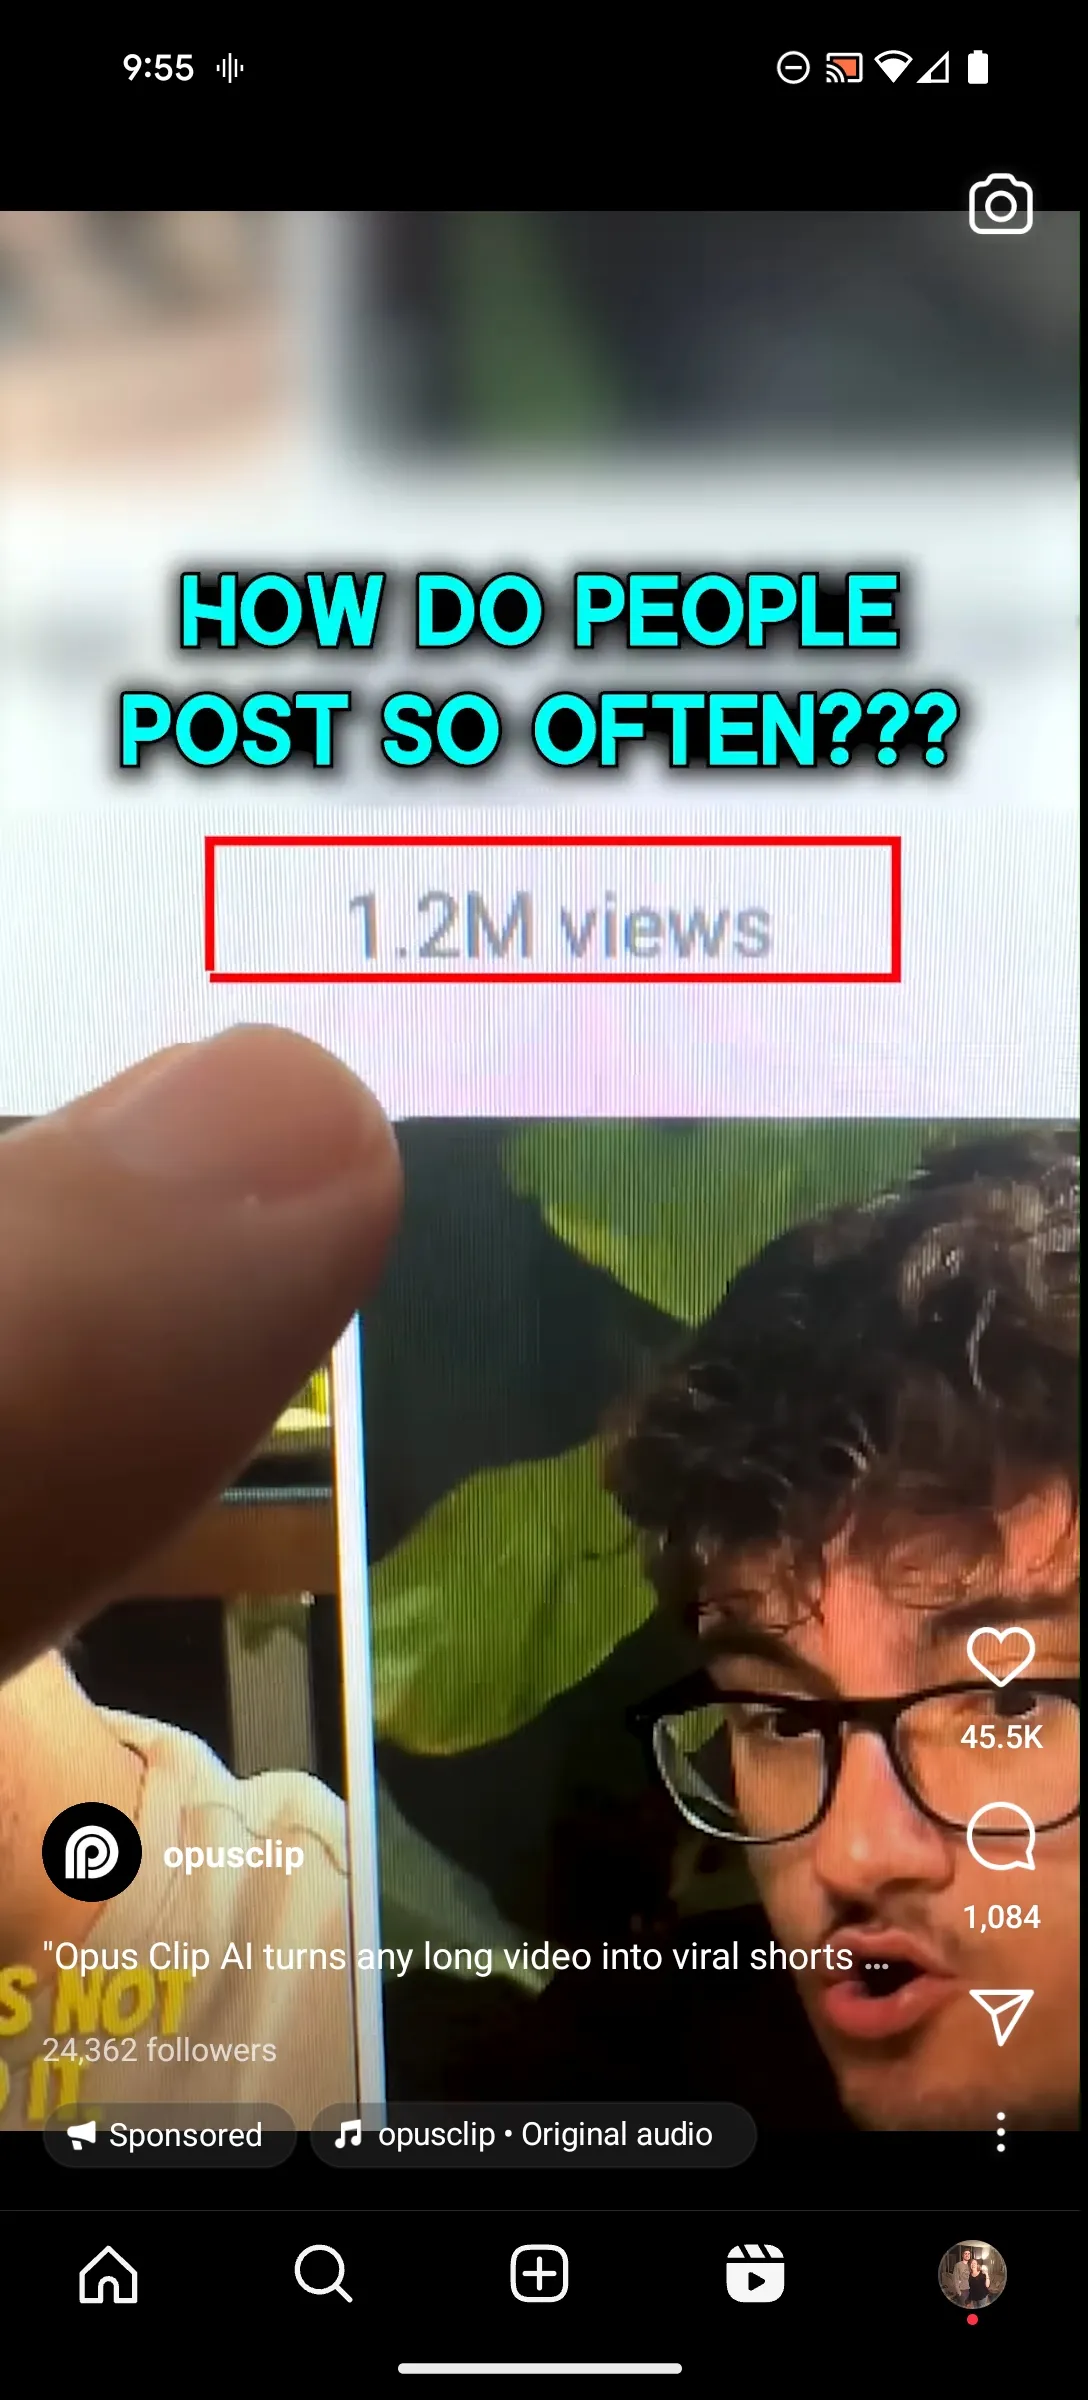 9:55
HOW DO PEOPLE
POST SO OFTEN???
1.2M views
45.5K
opusclip
1,084
"Opus Clip AI turns any long video into viral shorts ...
S NOT
24,362 followers
IT.
Sponsored
opusclip • Original audio